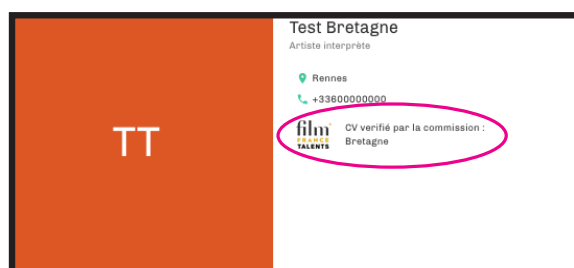 Test Bretagne
Artiste interprète
Rennes
+33600000000
TT
film
FRANCE
TALENTS
CV verifié par la commission :
Bretagne